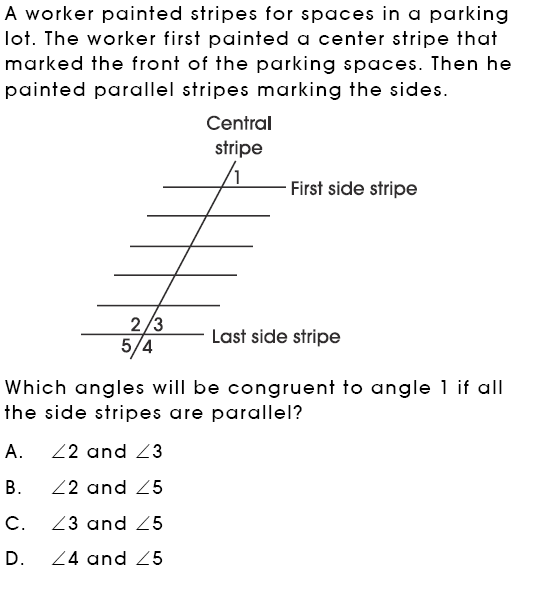 A worker painted stripes for spaces in a parking
lot. The worker first painted a center stripe that
marked the front of the parking spaces. Then he
painted parallel stripes marking the sides.
Central
stripe
1
First side stripe
2 3
Last side stripe
5 4
Which angles will be congruent to angle 1 if all
the side stripes are parallel?
A. ∠2 and ∠3
B. ∠2 and ∠5
C. ∠3 and ∠5
D. ∠4 and ∠5